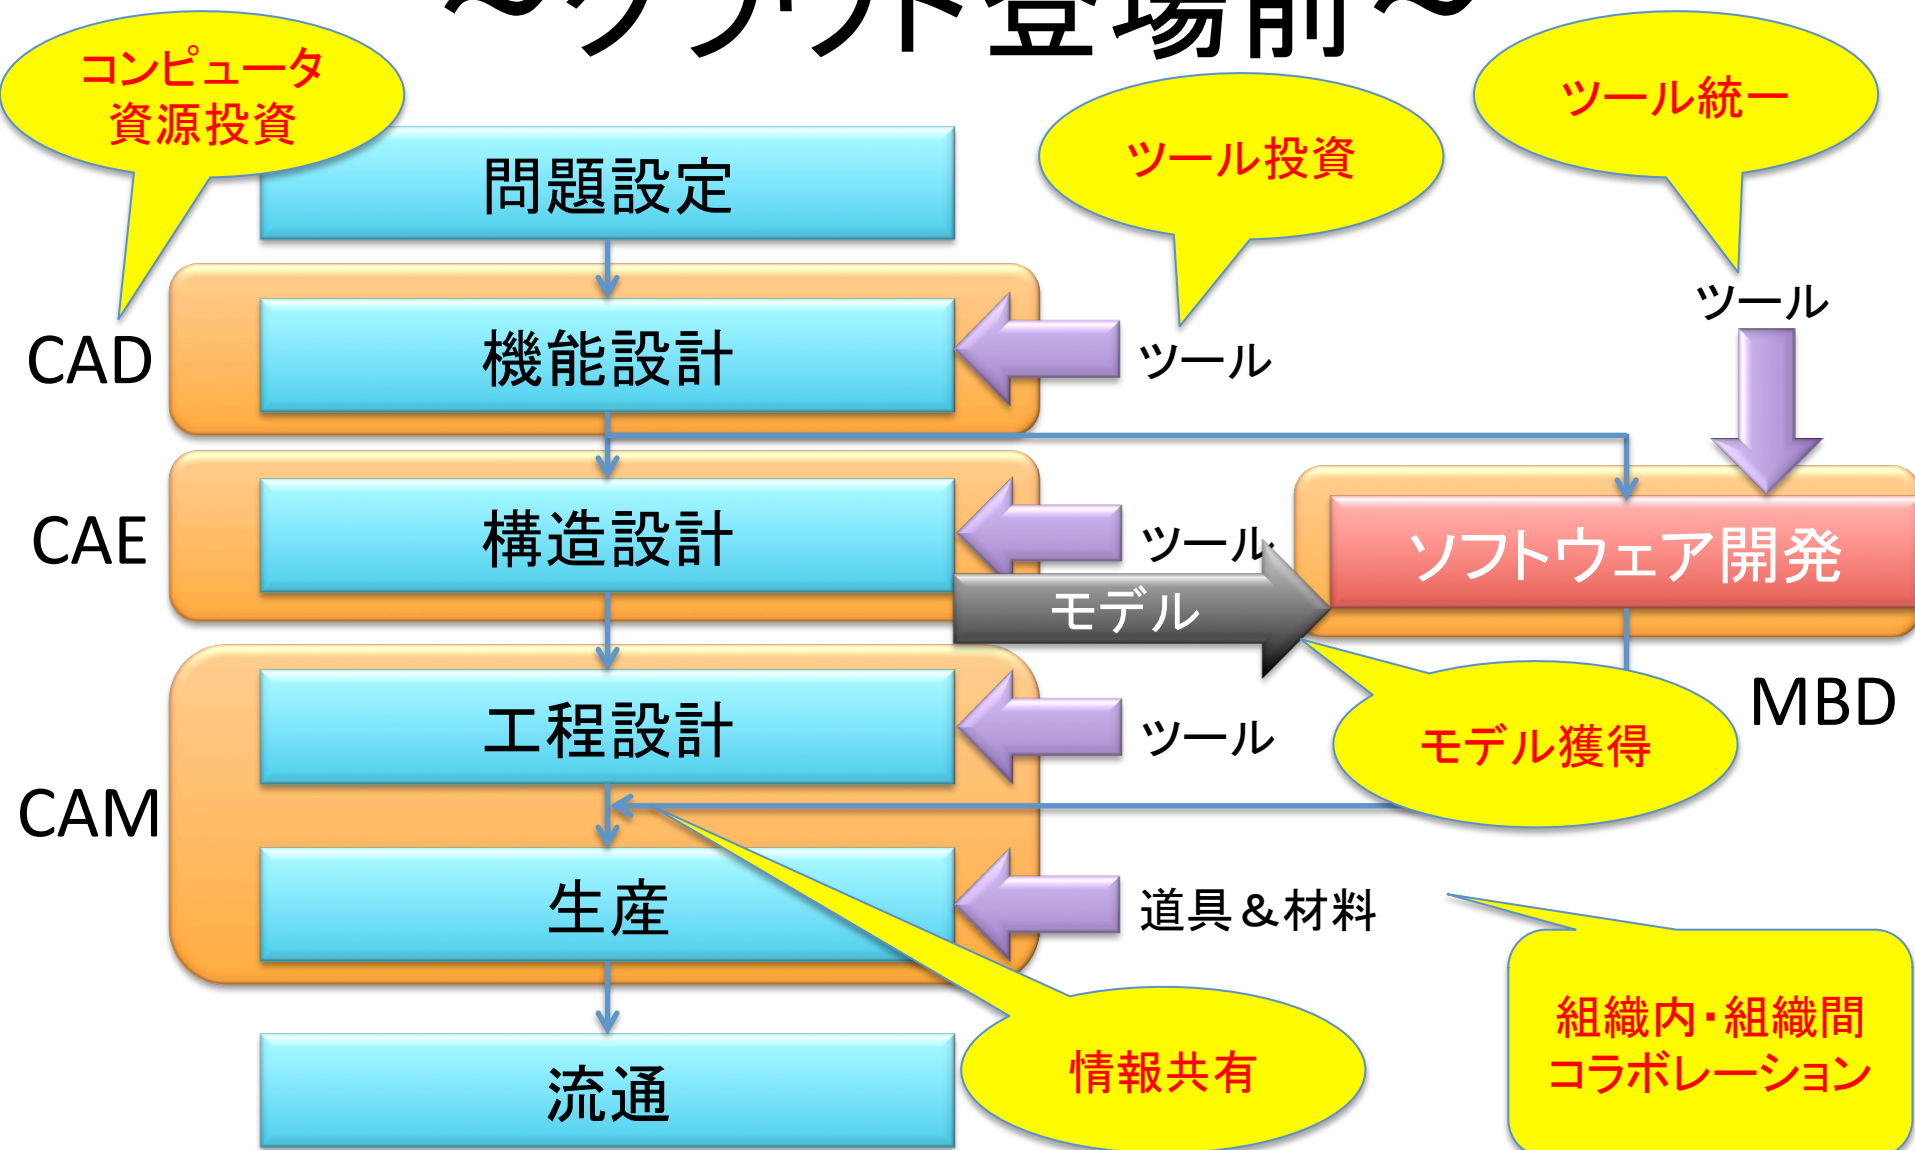 ~クラウド登場前~
コンピュータ
資源投資
ツール投資
ツール統一
問題設定
ツール
CAD
機能設計
ツール
CAE
構造設計
ツール
ソフトウェア開発
モデル
MBD
工程設計
ツール
モデル獲得
CAM
生産
道具＆材料
組織内・組織間
コラボレーション
情報共有
流通